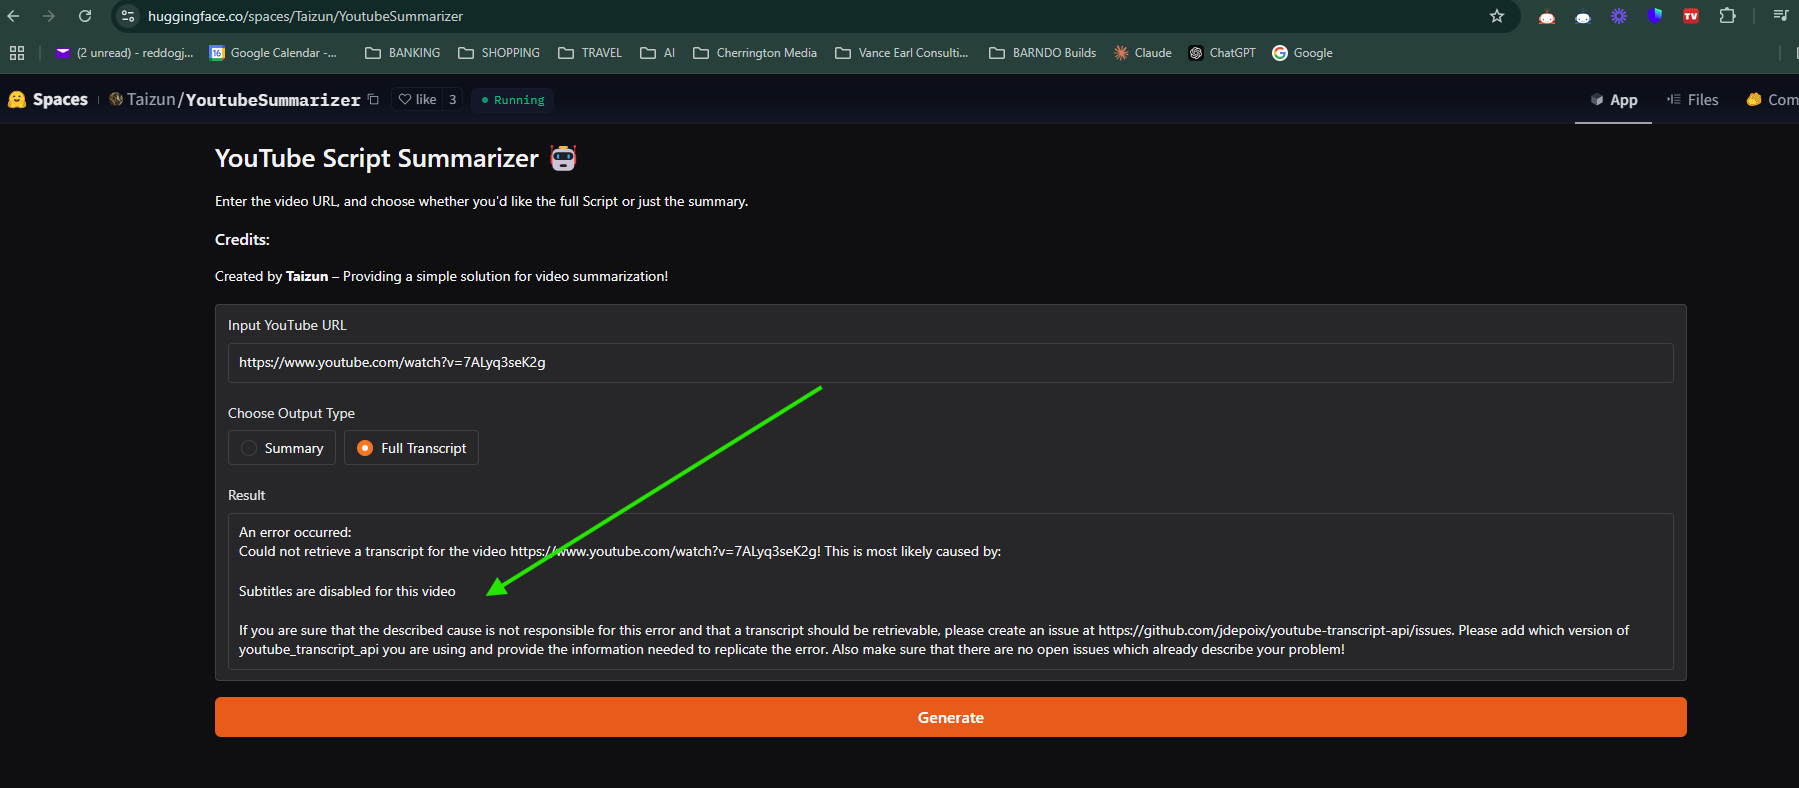 huggingface.co/spaces/Taizun/YoutubeSummarizer
(2 unread) - reddogj... Google Calendar -... BANKING SHOPPING TRAVEL AI Cherrington Media Vance Earl Consulti... BARNDO Builds Claude ChatGPT Google
Spaces Taizun/YoutubeSummarizer like 3 Running App Files Com
YouTube Script Summarizer
Enter the video URL, and choose whether you'd like the full Script or just the summary.
Credits:
Created by Taizun – Providing a simple solution for video summarization!
Input YouTube URL
https://www.youtube.com/watch?v=7ALyq3seK2g
Choose Output Type
Summary Full Transcript
Result
An error occurred:
Could not retrieve a transcript for the video https://www.youtube.com/watch?v=7ALyq3seK2g! This is most likely caused by:
Subtitles are disabled for this video
If you are sure that the described cause is not responsible for this error and that a transcript should be retrievable, please create an issue at https://github.com/jdepoix/youtube-transcript-api/issues. Please add which version of
youtube_transcript_api you are using and provide the information needed to replicate the error. Also make sure that there are no open issues which already describe your problem!
Generate